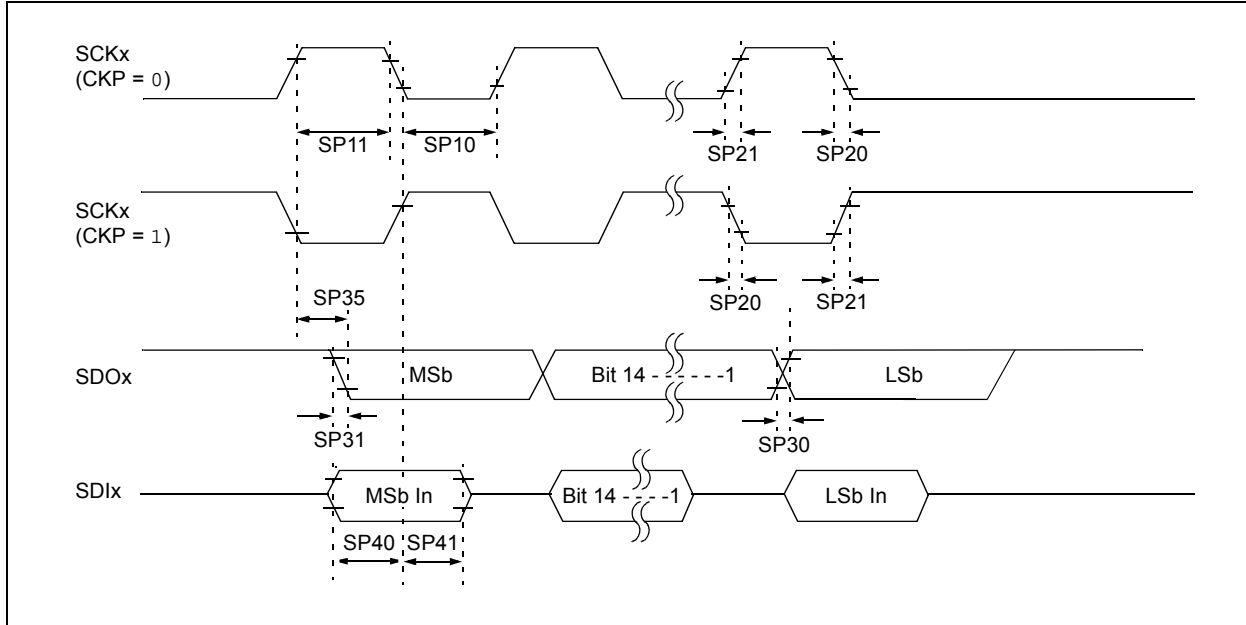 SCKx
(CKP = 0)
SP11
SP10
SP21
SP20
SCKx
(CKP = 1)
SP35
SP20
SP21
SDOx
MSb
Bit 14 - - - - - -1
LSb
SP31
SP30
SDIx
MSb In
Bit 14 - - - - -1
LSb In
SP40
SP41